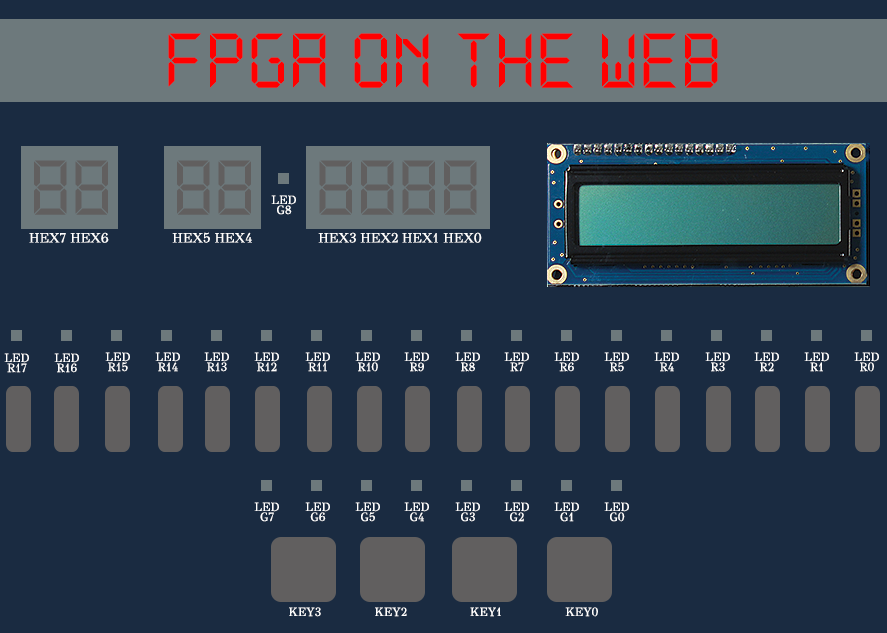 FPGA ON THE WEB
LED
G8
HEX7 HEX6
HEX5 HEX4
HEX3 HEX2 HEX1 HEX0
LED LED LED LED LED LED LED LED LED LED LED LED LED LED LED LED LED LED
R17 R16 R15 R14 R13 R12 R11 R10 R9 R8 R7 R6 R5 R4 R3 R2 R1 R0
LED LED LED LED LED LED LED LED
G7 G6 G5 G4 G3 G2 G1 G0
KEY3 KEY2 KEY1 KEY0